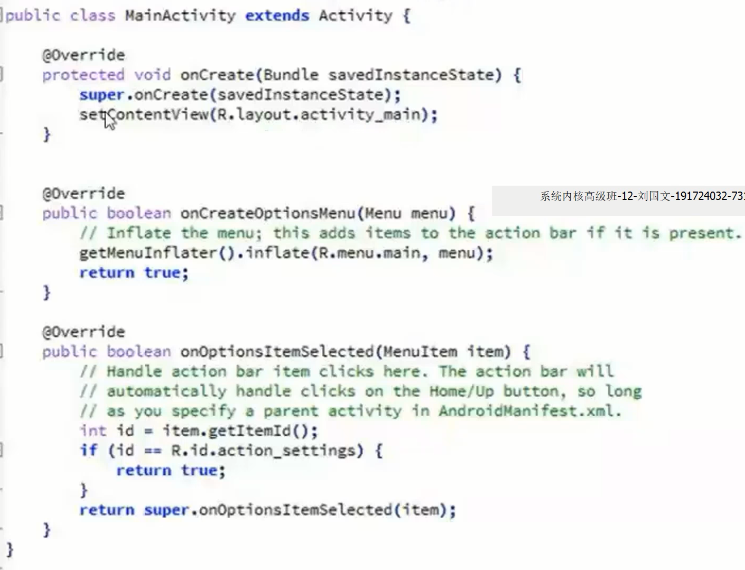 public class MainActivity extends Activity {
@Override
protected void onCreate(Bundle savedInstanceState) {
super.onCreate(savedInstanceState);
setContentView(R.layout.activity_main);
}
@Override
系统内核高级班-12-刘国文-191724032-731
public boolean onCreateOptionsMenu(Menu menu) {
// Inflate the menu; this adds items to the action bar if it is present.
getMenuInflater().inflate(R.menu.main, menu);
return true;
}
@Override
public boolean onOptionsItemSelected(MenuItem item) {
// Handle action bar item clicks here. The action bar will
// automatically handle clicks on the Home/Up button, so long
// as you specify a parent activity in AndroidManifest.xml.
int id = item.getItemId();
if (id == R.id.action_settings) {
return true;
}
return super.onOptionsItemSelected(item);
}
}